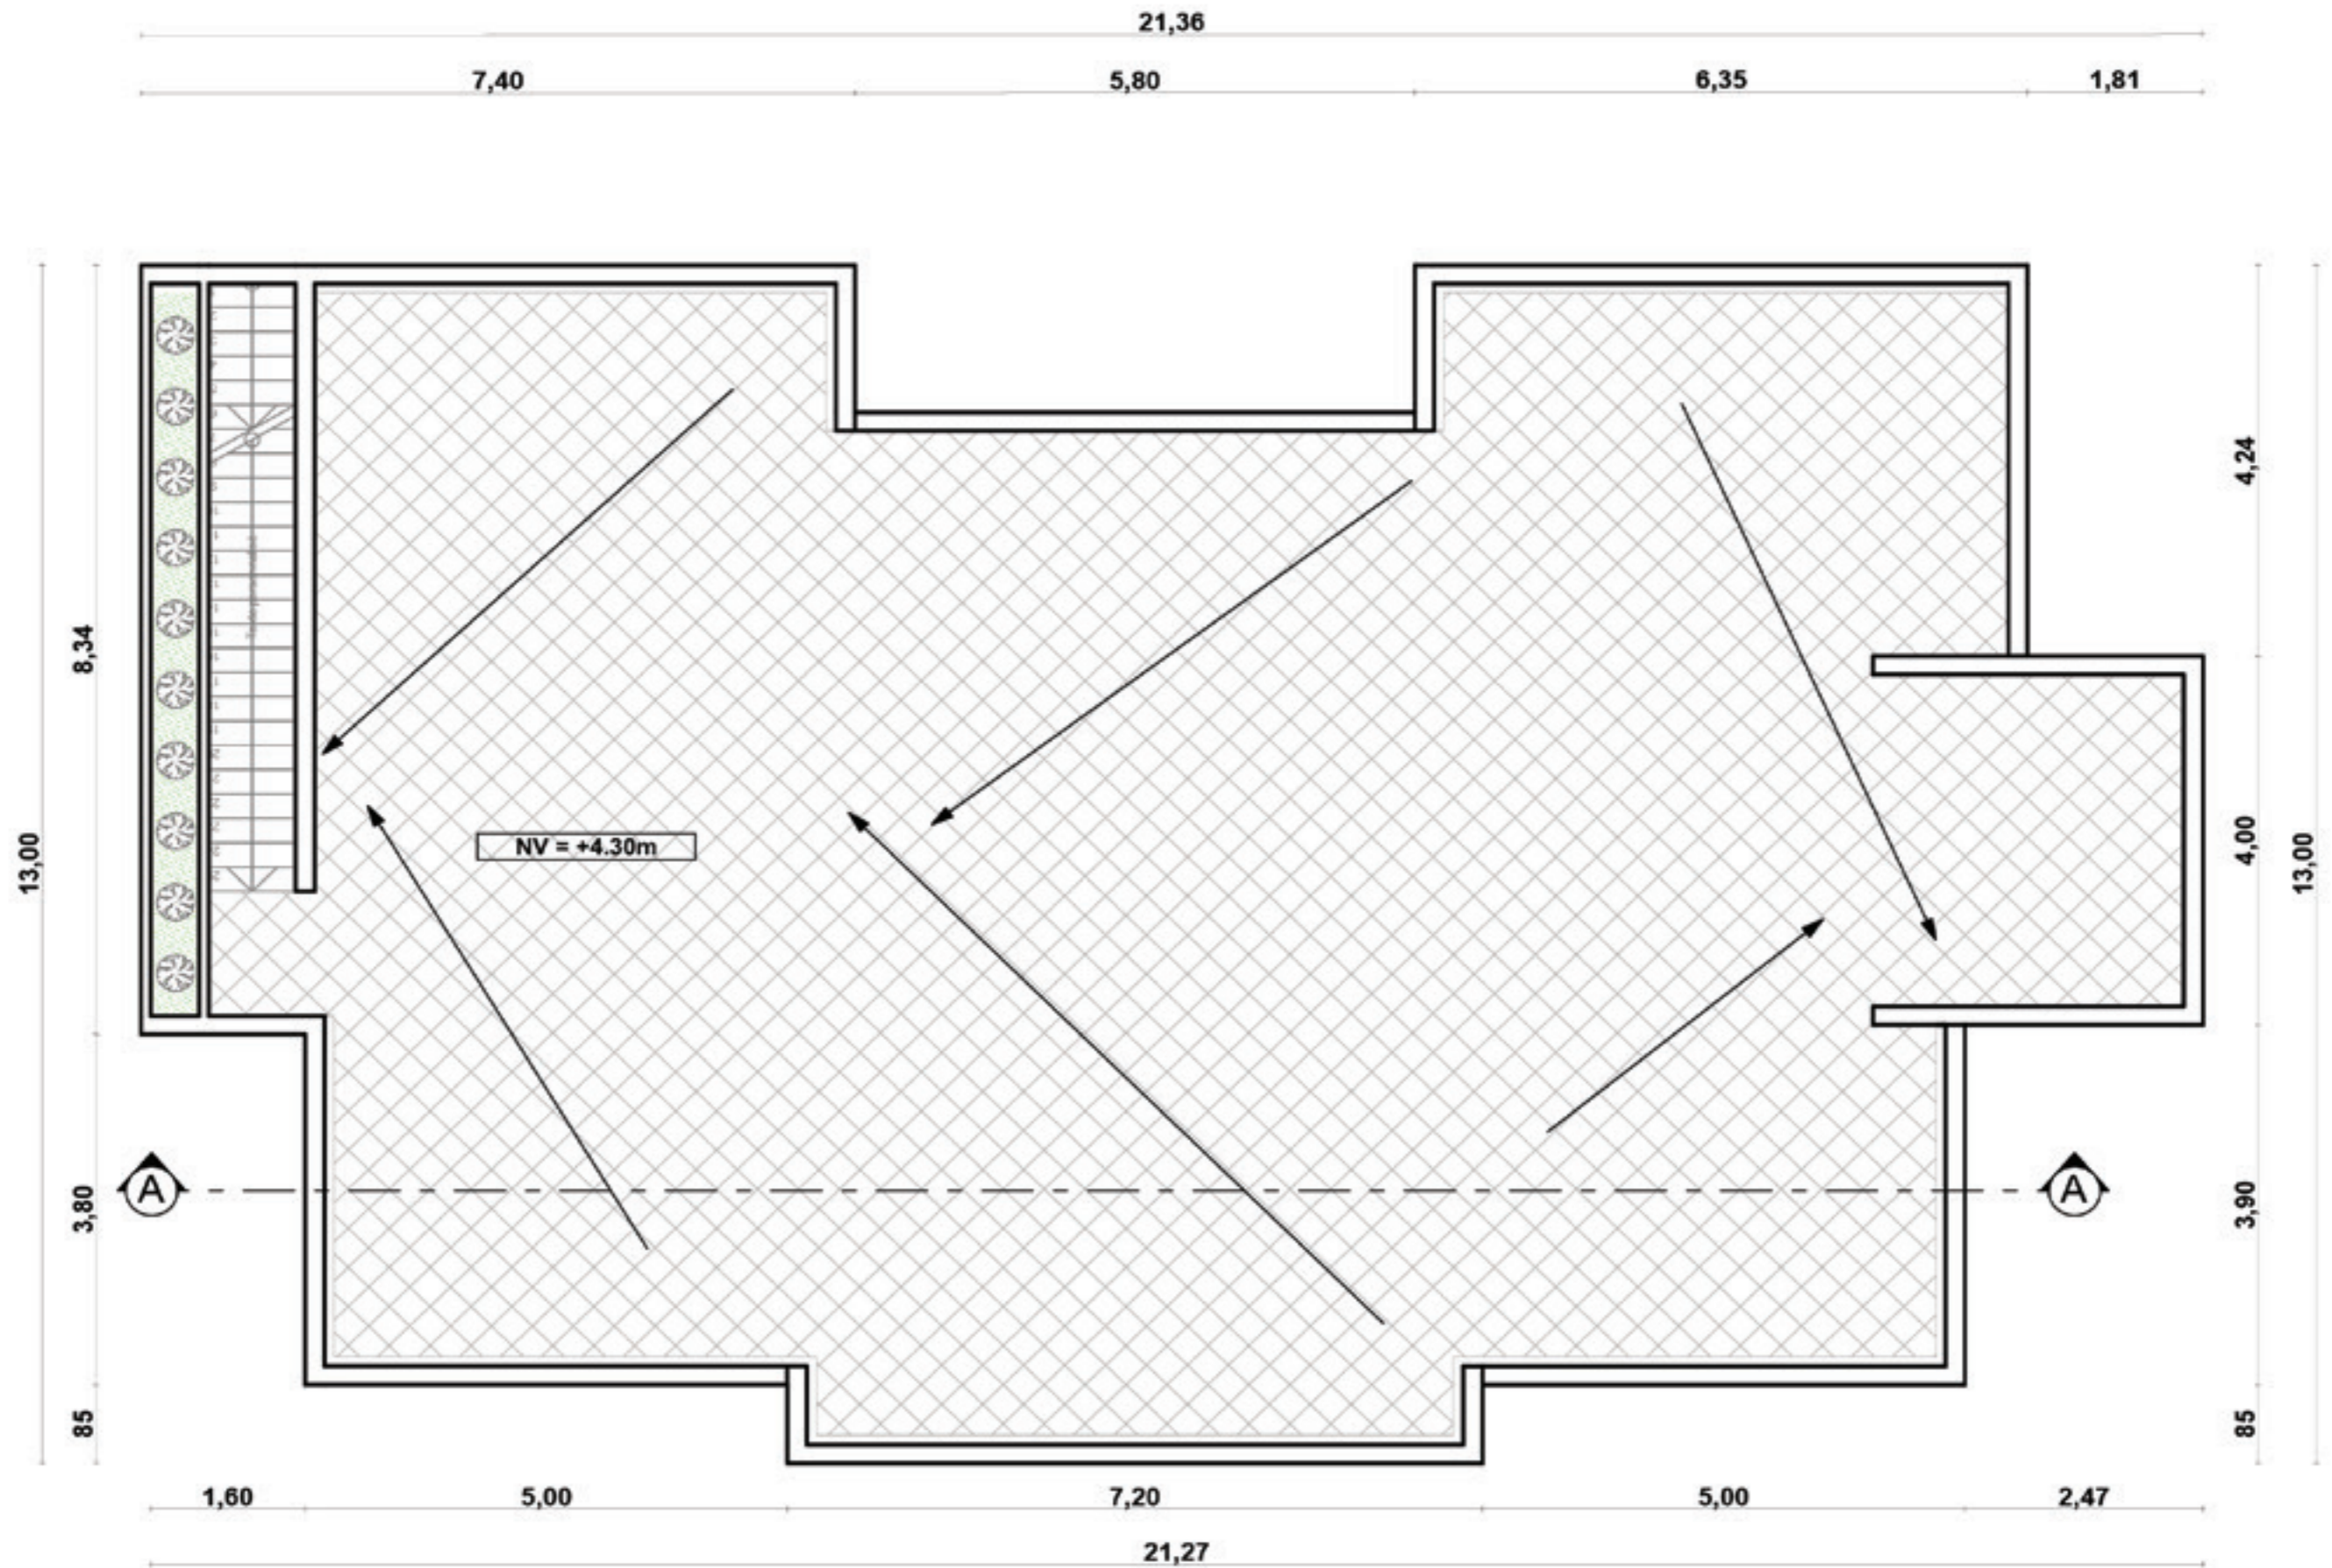 21,36
7,40 5,80 6,35 1,81
4,24
8,34
NV = +4.30m
4,00
13,00
13,00
A
A
3,80
3,90
85
85
1,60 5,00 7,20 5,00 2,47
21,27